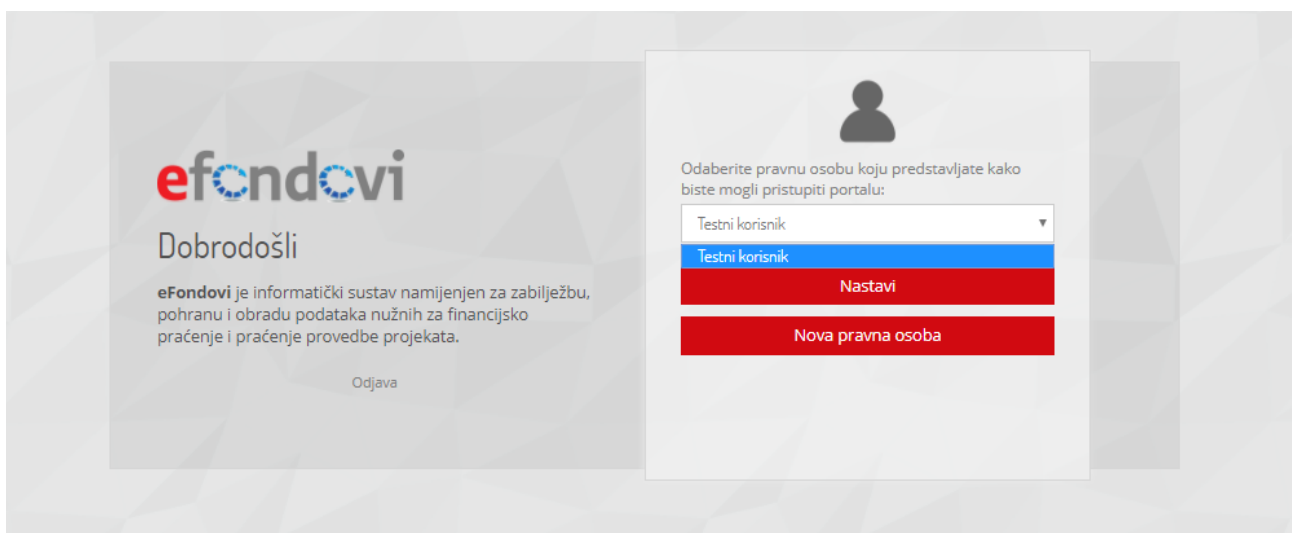 efondovi
Dobrodošli
eFondovi je informatički sustav namijenjen za zabilježbu,
pohranu i obradu podataka nužnih za financijsko
praćenje i praćenje provedbe projekata.
Odjava
Odaberite pravnu osobu koju predstavljate kako
biste mogli pristupiti portalu:
Testni korisnik
Testni korisnik
Nastavi
Nova pravna osoba